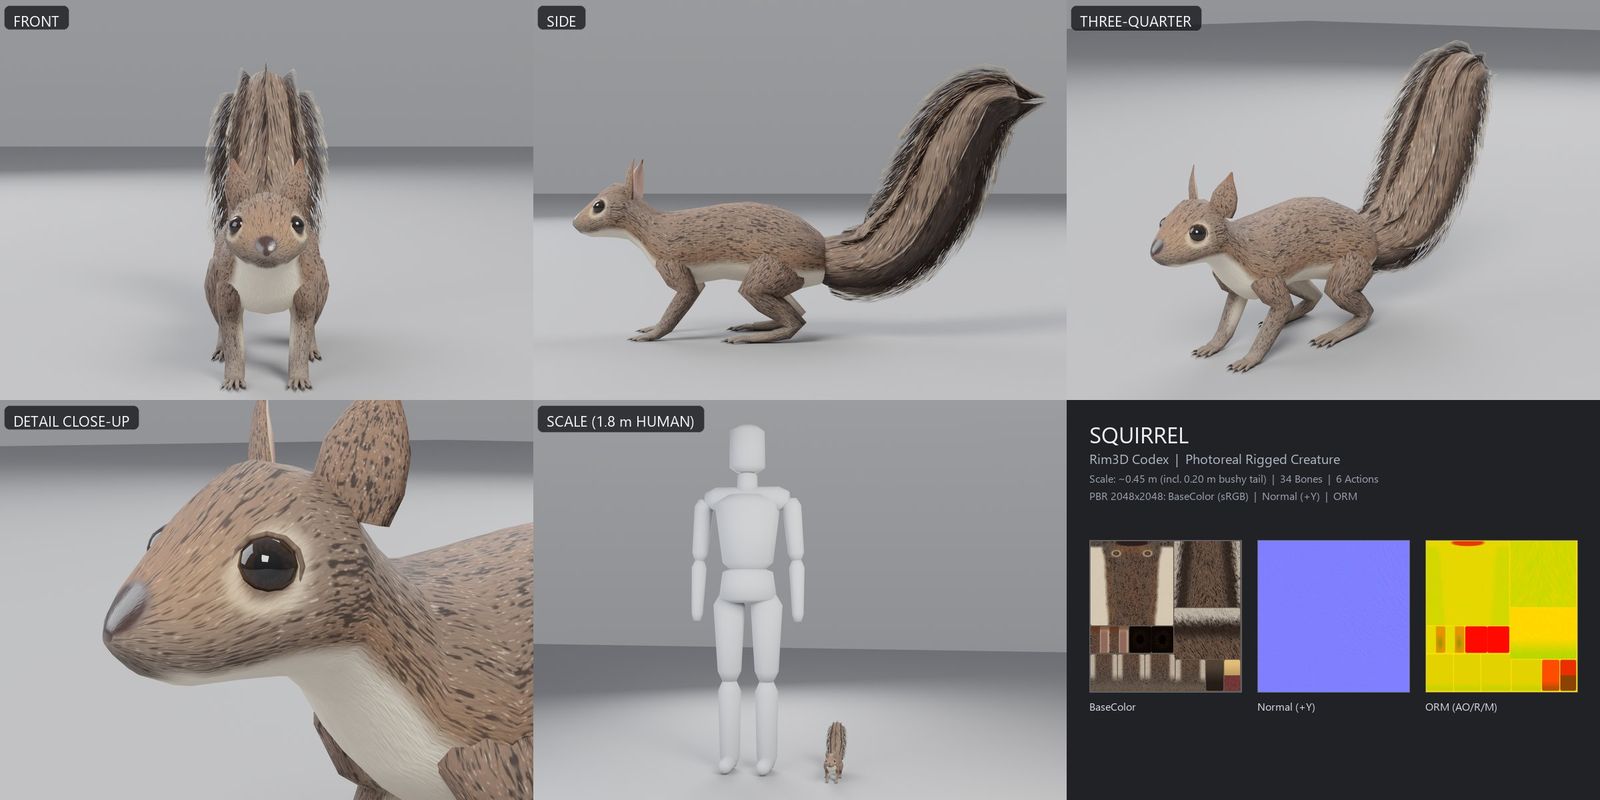 FRONT
SIDE
THREE-QUARTER
DETAIL CLOSE-UP
SCALE (1.8 m HUMAN)
SQUIRREL
Rim3D Codex | Photoreal Rigged Creature
Scale: ~0.45 m (incl. 0.20 m bushy tail) | 34 Bones | 6 Actions
PBR 2048x2048: BaseColor (sRGB) | Normal (+Y) | ORM
BaseColor
Normal (+Y)
ORM (AO/R/M)